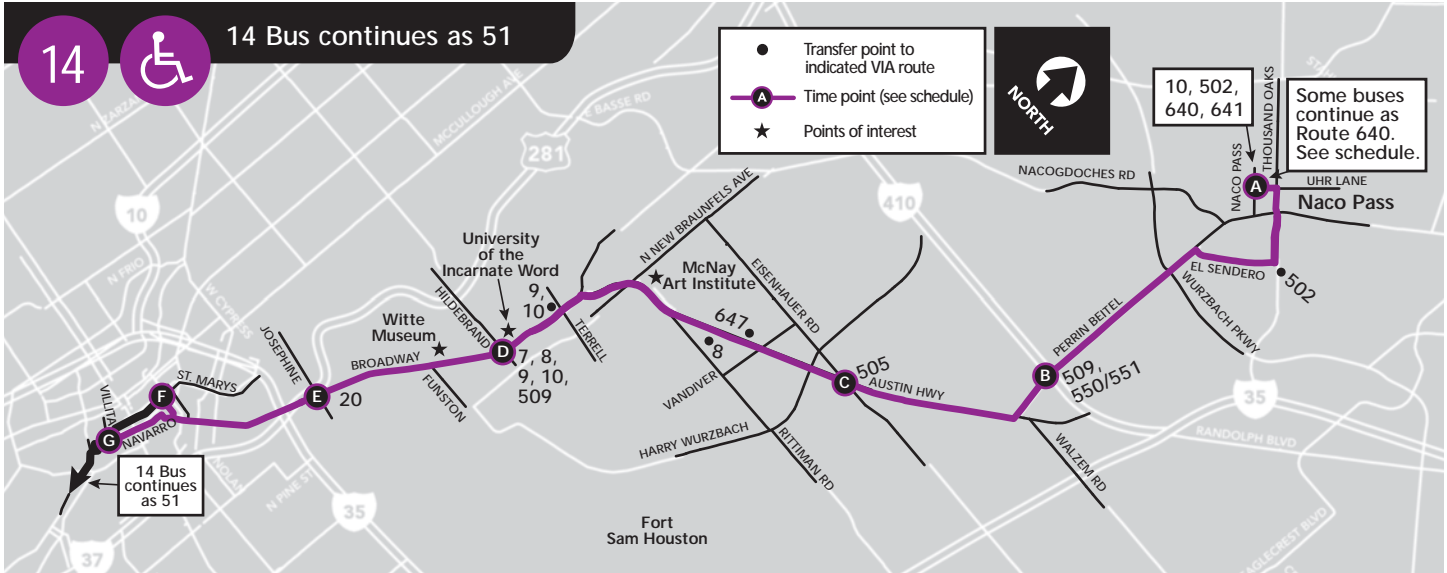 14
14 Bus continues as 51
Transfer point to
indicated VIA route
A
Time point (see schedule)
Points of interest
NORTH
10, 502,
640, 641
Some buses
continue as
Route 640.
See schedule.
THOUSAND OAKS
NACO PASS
A
UHR LANE
Naco Pass
NACOGDOCHES RD
EL SENDERO
502
WURZBACH PKWY
PERRIN BEITEL
B
509,
550/551
WALZEM RD
RANDOLPH BLVD
35
410
N NEW BRAUNFELS AVE
McNay
Art Institute
EISENHAUER RD
647
8
VANDIVER
C
505
AUSTIN HWY
HARRY WURZBACH
RITTIMAN RD
Fort
Sam Houston
E BASSE RD
MCCULLOUGH AVE
281
University
of the
Incarnate Word
9,
10
TERRELL
HILDEBRAND
D
7, 8,
9, 10,
509
Witte
Museum
BROADWAY
FUNSTON
JOSEPHINE
E
20
ST. MARYS
F
VILLITA
G
NAVARRO
14 Bus
continues
as 51
10
N FRIO
W CYPRESS
NOLAN
N PINE ST
35
37